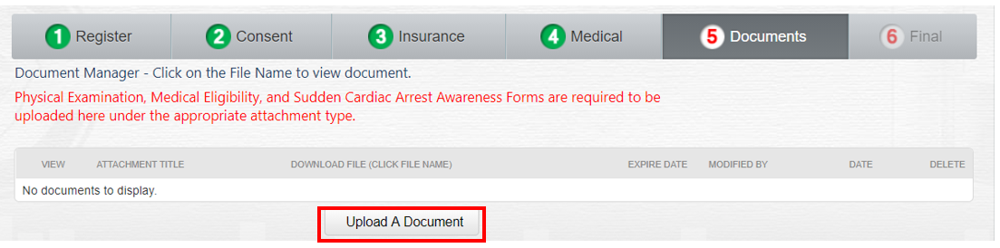 1 Register 2 Consent 3 Insurance 4 Medical 5 Documents 6 Final
Document Manager - Click on the File Name to view document.
Physical Examination, Medical Eligibility, and Sudden Cardiac Arrest Awareness Forms are required to be
uploaded here under the appropriate attachment type.
VIEW ATTACHMENT TITLE DOWNLOAD FILE (CLICK FILE NAME) EXPIRE DATE MODIFIED BY DATE DELETE
No documents to display.
Upload A Document